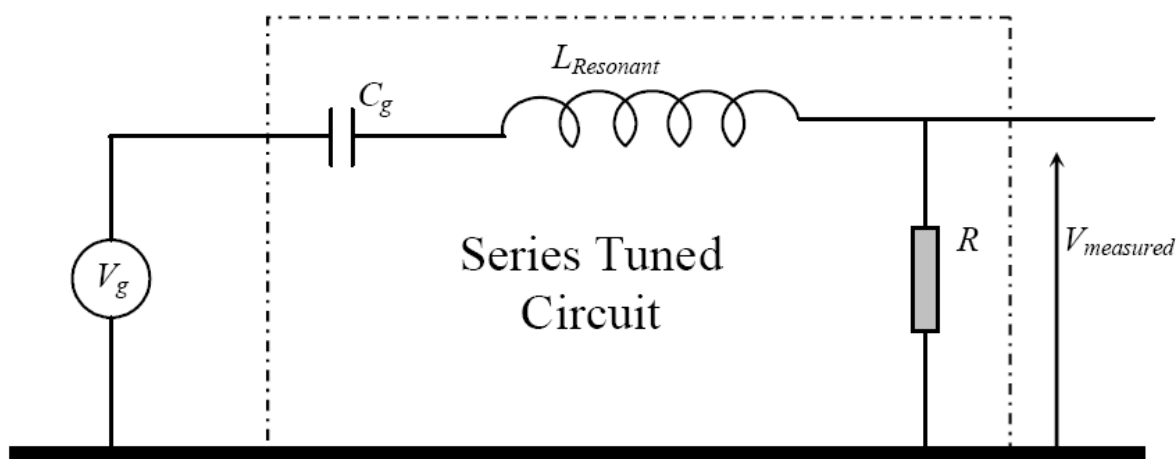 L_Resonant
C_g
Series Tuned
Circuit
R
V_measured
V_g